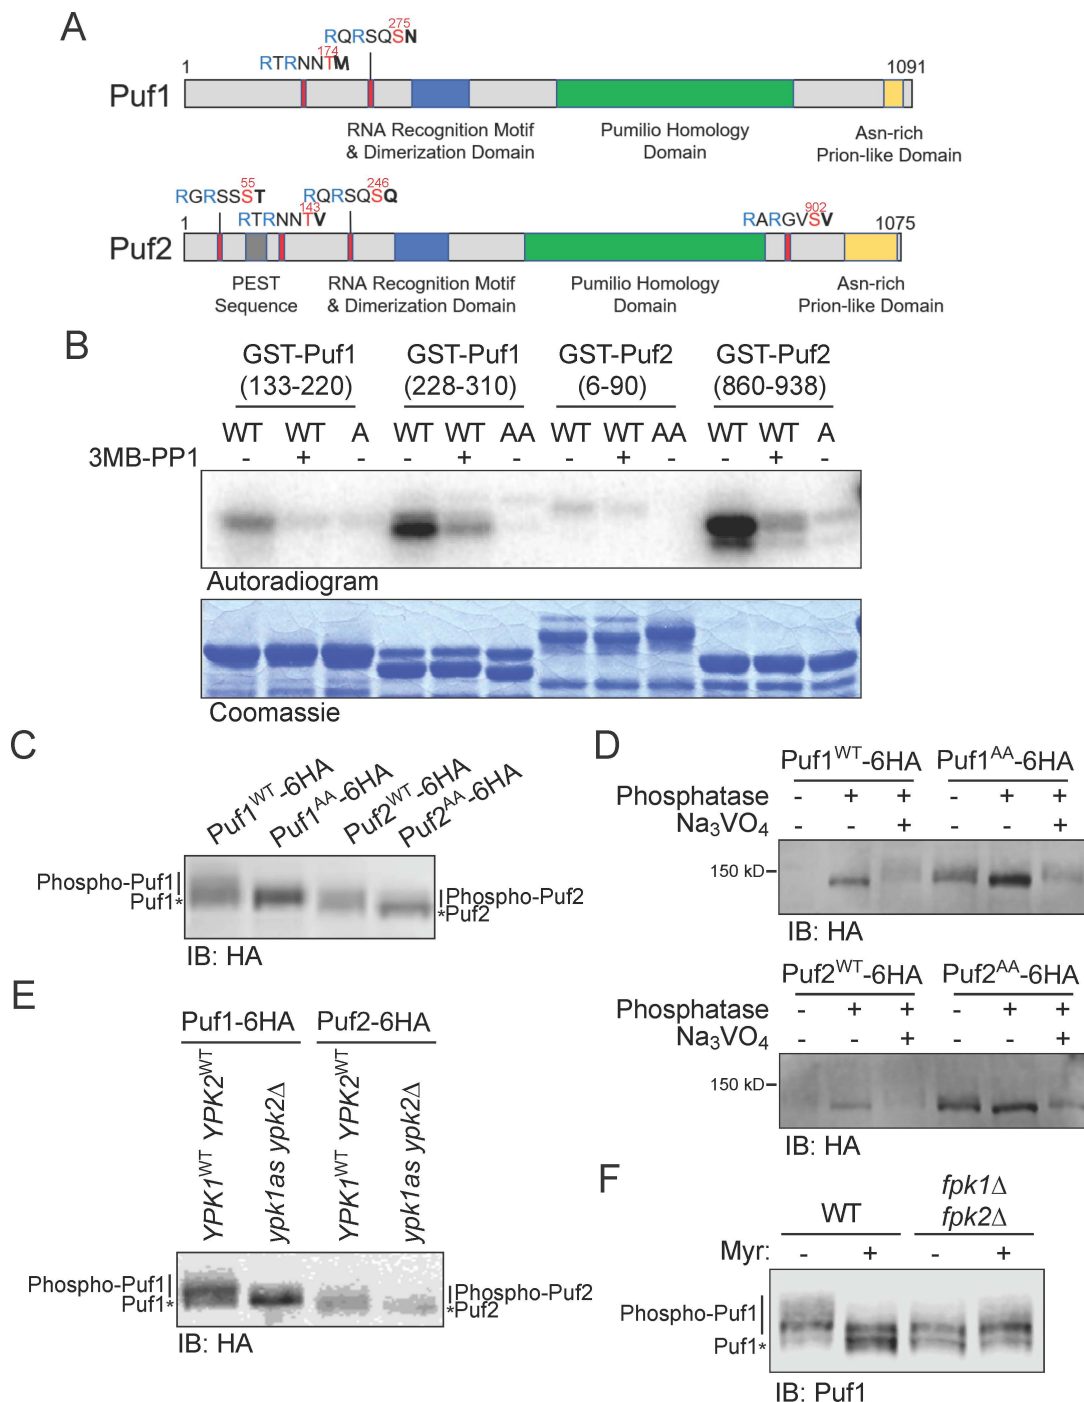 A
RQRSQSN
275
RTRNNTM
174
1
1091
Puf1
RNA Recognition Motif
& Dimerization Domain
Pumilio Homology
Domain
Asn-rich
Prion-like Domain
RGRSSST
55
RQRSQSQ
246
RTRNNTV
143
RARGVSV
902
1
1075
Puf2
PEST
Sequence
RNA Recognition Motif
& Dimerization Domain
Pumilio Homology
Domain
Asn-rich
Prion-like Domain
B
GST-Puf1
(133-220)
GST-Puf1
(228-310)
GST-Puf2
(6-90)
GST-Puf2
(860-938)
WT WT A WT WT AA WT WT AA WT WT A
3MB-PP1 - + - - + - - + - - + -
Autoradiogram
Coomassie
C
Puf1WT-6HA
Puf1AA-6HA
Puf2WT-6HA
Puf2AA-6HA
Phospho-Puf1
Puf1*
Phospho-Puf2
*Puf2
IB: HA
D
Puf1WT-6HA Puf1AA-6HA
Phosphatase - + + - + +
Na3VO4 - - + - - +
150 kD
IB: HA
Puf2WT-6HA Puf2AA-6HA
Phosphatase - + + - + +
Na3VO4 - - + - - +
150 kD
IB: HA
E
Puf1-6HA Puf2-6HA
YPK1WT YPK2WT
ypk1as ypk2Δ
YPK1WT YPK2WT
ypk1as ypk2Δ
Phospho-Puf1
Puf1*
Phospho-Puf2
*Puf2
IB: HA
F
WT
fpk1Δ
fpk2Δ
Myr: - + - +
Phospho-Puf1
Puf1*
IB: Puf1